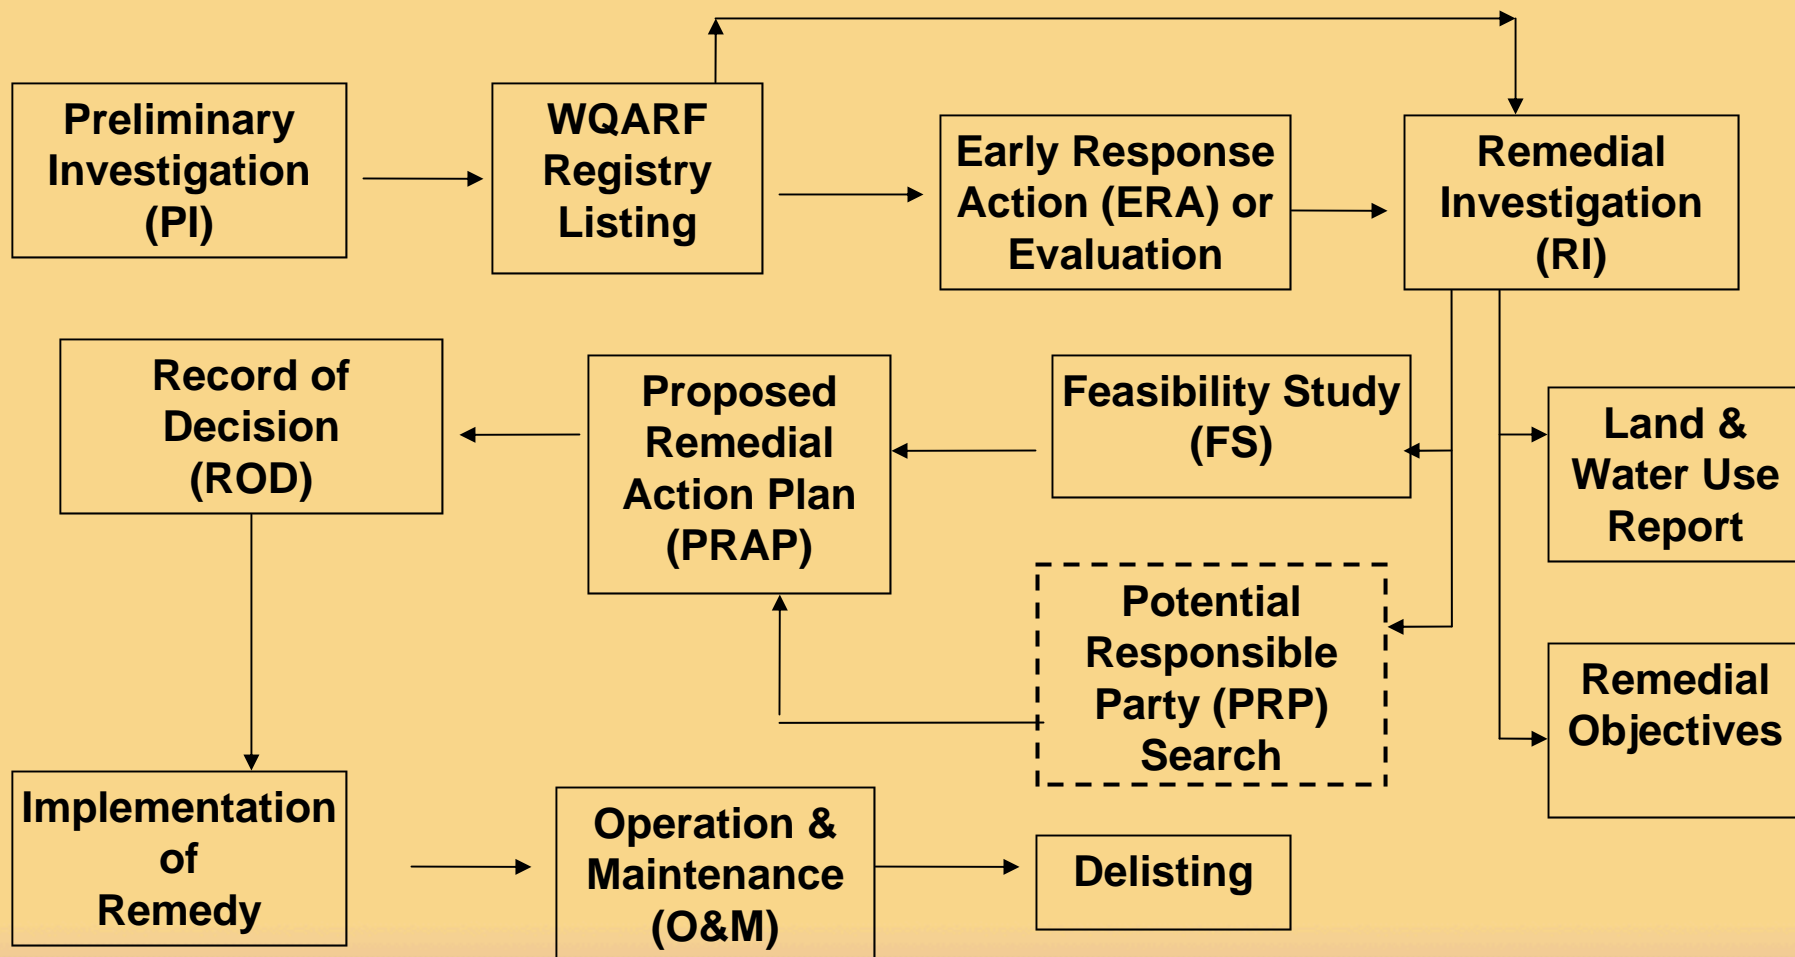 Preliminary
Investigation
(PI)
WQARF
Registry
Listing
Early Response
Action (ERA) or
Evaluation
Remedial
Investigation
(RI)
Record of
Decision
(ROD)
Proposed
Remedial
Action Plan
(PRAP)
Feasibility Study
(FS)
Land &
Water Use
Report
Potential
Responsible
Party (PRP)
Search
Remedial
Objectives
Implementation
of
Remedy
Operation &
Maintenance
(O&M)
Delisting